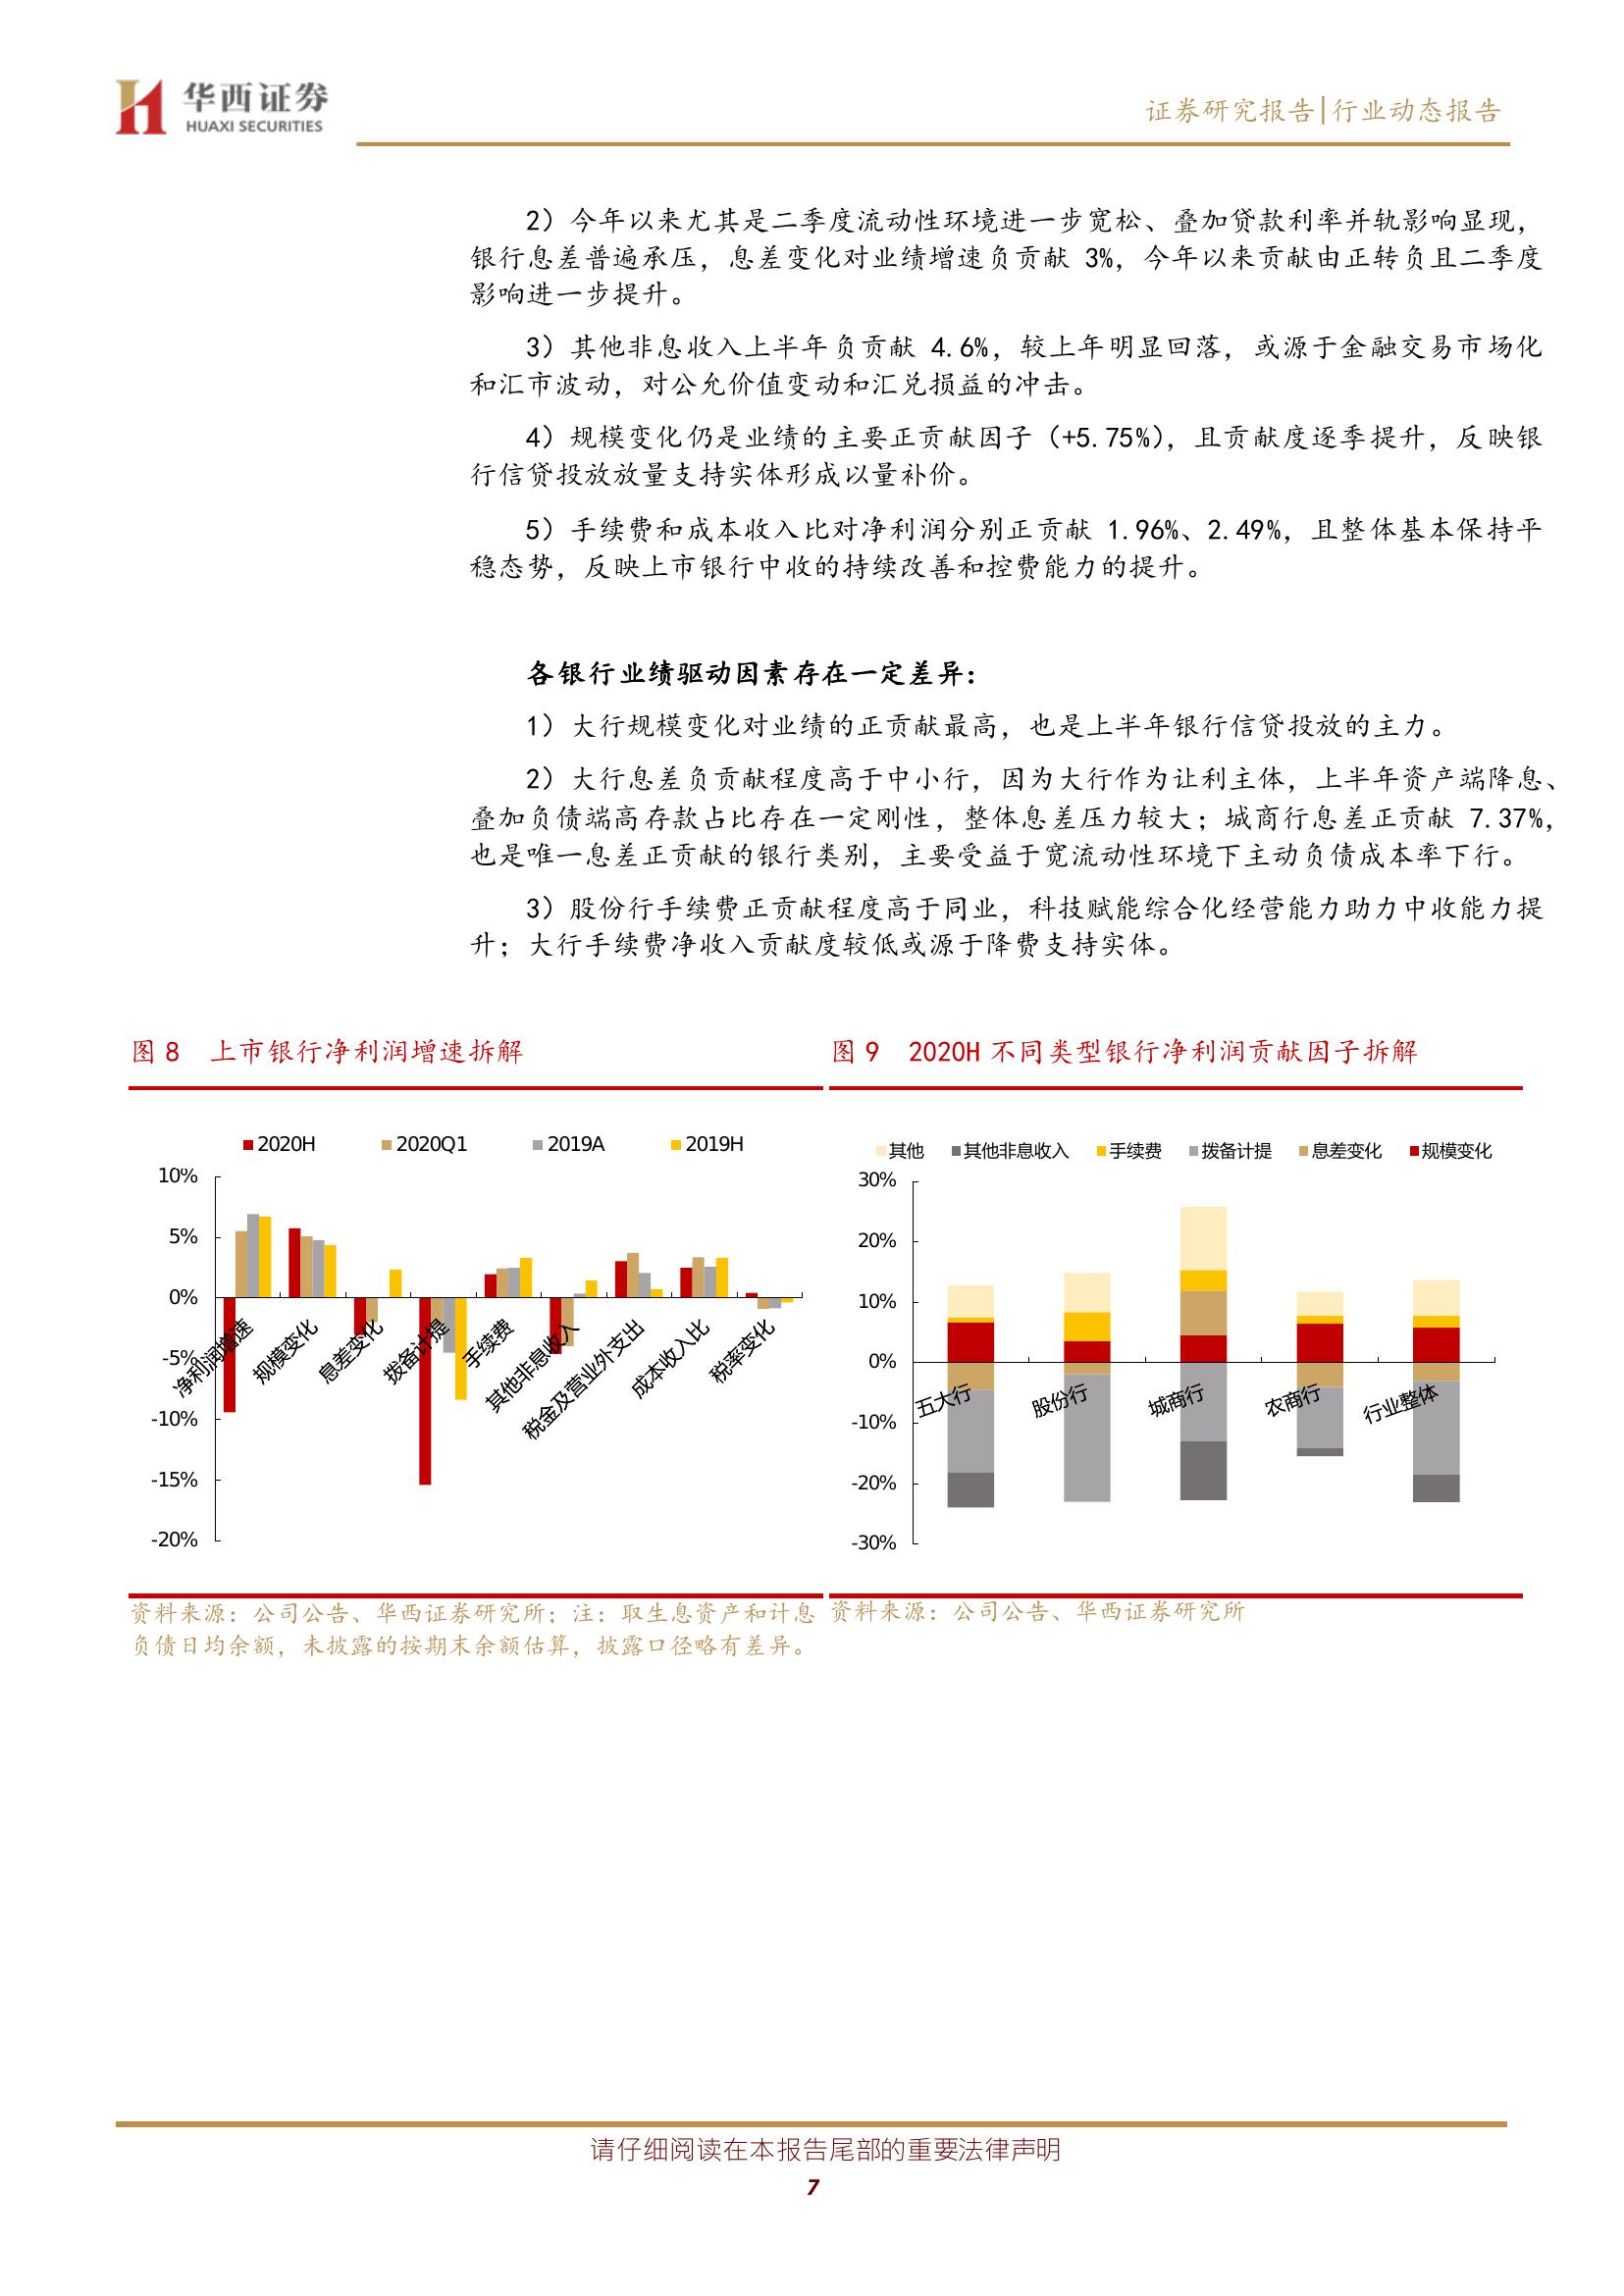 华西证券
HUAXI SECURITIES
证券研究报告|行业动态报告
2）今年以来尤其是二季度流动性环境进一步宽松、叠加贷款利率并轨影响显现，
银行息差普遍承压，息差变化对业绩增速负贡献 3%，今年以来贡献由正转负且二季度
影响进一步提升。
3）其他非息收入上半年负贡献 4.6%，较上年明显回落，或源于金融交易市场化
和汇市波动，对公允价值变动和汇兑损益的冲击。
4）规模变化仍是业绩的主要正贡献因子（+5.75%），且贡献度逐季提升，反映银
行信贷投放放量支持实体形成以量补价。
5）手续费和成本收入比对净利润分别正贡献 1.96%、2.49%，且整体基本保持平
稳态势，反映上市银行中收的持续改善和控费能力的提升。
各银行业绩驱动因素存在一定差异：
1）大行规模变化对业绩的正贡献最高，也是上半年银行信贷投放的主力。
2）大行息差负贡献程度高于中小行，因为大行作为让利主体，上半年资产端降息、
叠加负债端高存款占比存在一定刚性，整体息差压力较大；城商行息差正贡献 7.37%，
也是唯一息差正贡献的银行类别，主要受益于宽流动性环境下主动负债成本率下行。
3）股份行手续费正贡献程度高于同业，科技赋能综合化经营能力助力中收能力提
升；大行手续费净收入贡献度较低或源于降费支持实体。
图 8 上市银行净利润增速拆解
2020H 2020Q1 2019A 2019H
10%
5%
0%
-5%
-10%
-15%
-20%
净利润增速
规模变化
息差变化
拨备计提
手续费
其他非息收入
税金及营业外支出
成本收入比
税率变化
资料来源：公司公告、华西证券研究所；注：取生息资产和计息
负债日均余额，未披露的按期末余额估算，披露口径略有差异。
图 9 2020H 不同类型银行净利润贡献因子拆解
其他 其他非息收入 手续费 拨备计提 息差变化 规模变化
30%
20%
10%
0%
-10%
-20%
-30%
五大行
股份行
城商行
农商行
行业整体
资料来源：公司公告、华西证券研究所
请仔细阅读在本报告尾部的重要法律声明
7